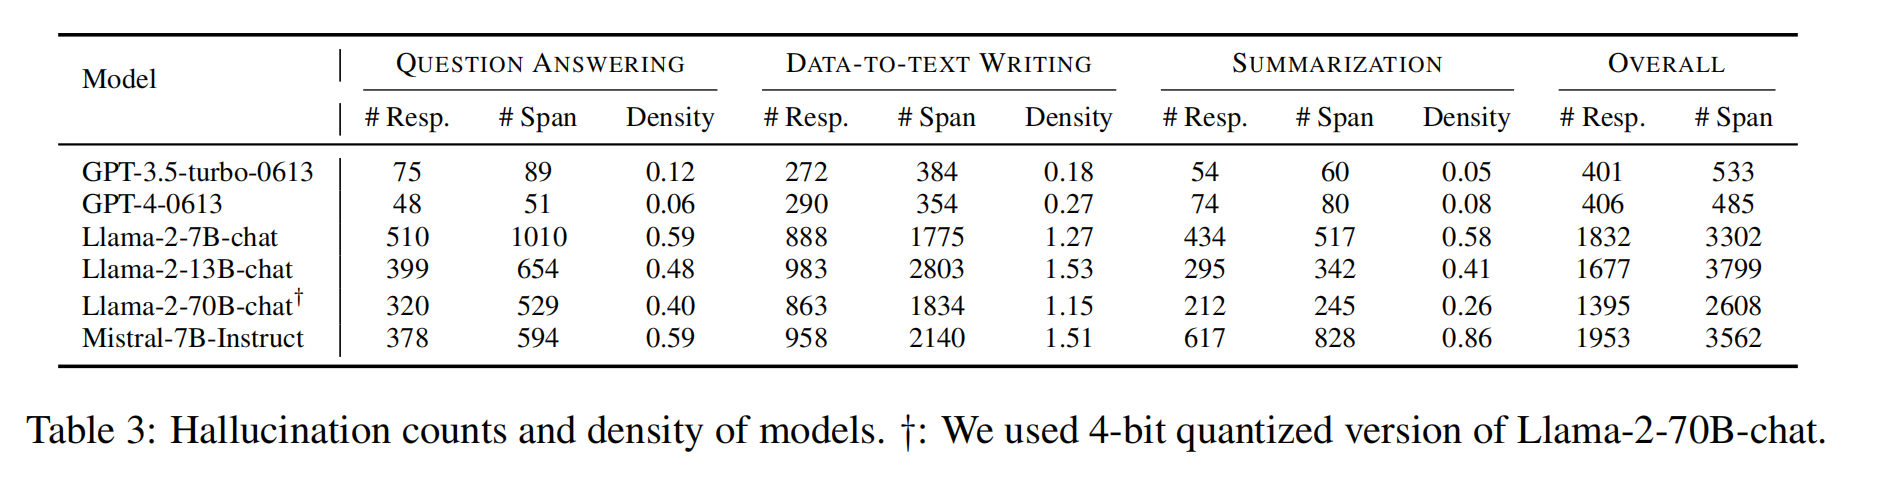 Model QUESTION ANSWERING DATA-TO-TEXT WRITING SUMMARIZATION OVERALL
# Resp. # Span Density # Resp. # Span Density # Resp. # Span Density # Resp. # Span
GPT-3.5-turbo-0613 75 89 0.12 272 384 0.18 54 60 0.05 401 533
GPT-4-0613 48 51 0.06 290 354 0.27 74 80 0.08 406 485
Llama-2-7B-chat 510 1010 0.59 888 1775 1.27 434 517 0.58 1832 3302
Llama-2-13B-chat 399 654 0.48 983 2803 1.53 295 342 0.41 1677 3799
Llama-2-70B-chat† 320 529 0.40 863 1834 1.15 212 245 0.26 1395 2608
Mistral-7B-Instruct 378 594 0.59 958 2140 1.51 617 828 0.86 1953 3562
Table 3: Hallucination counts and density of models. †: We used 4-bit quantized version of Llama-2-70B-chat.